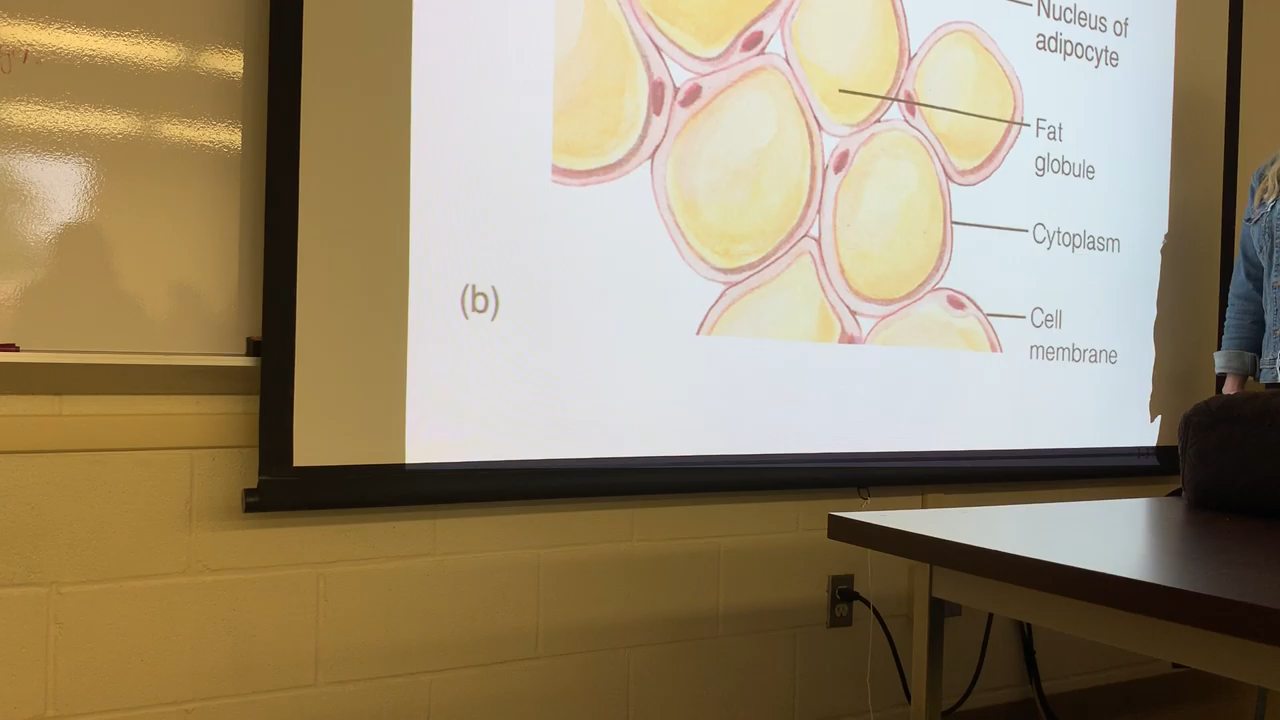 Nucleus of
adipocyte
Fat
globule
Cytoplasm
(b)
Cell
membrane